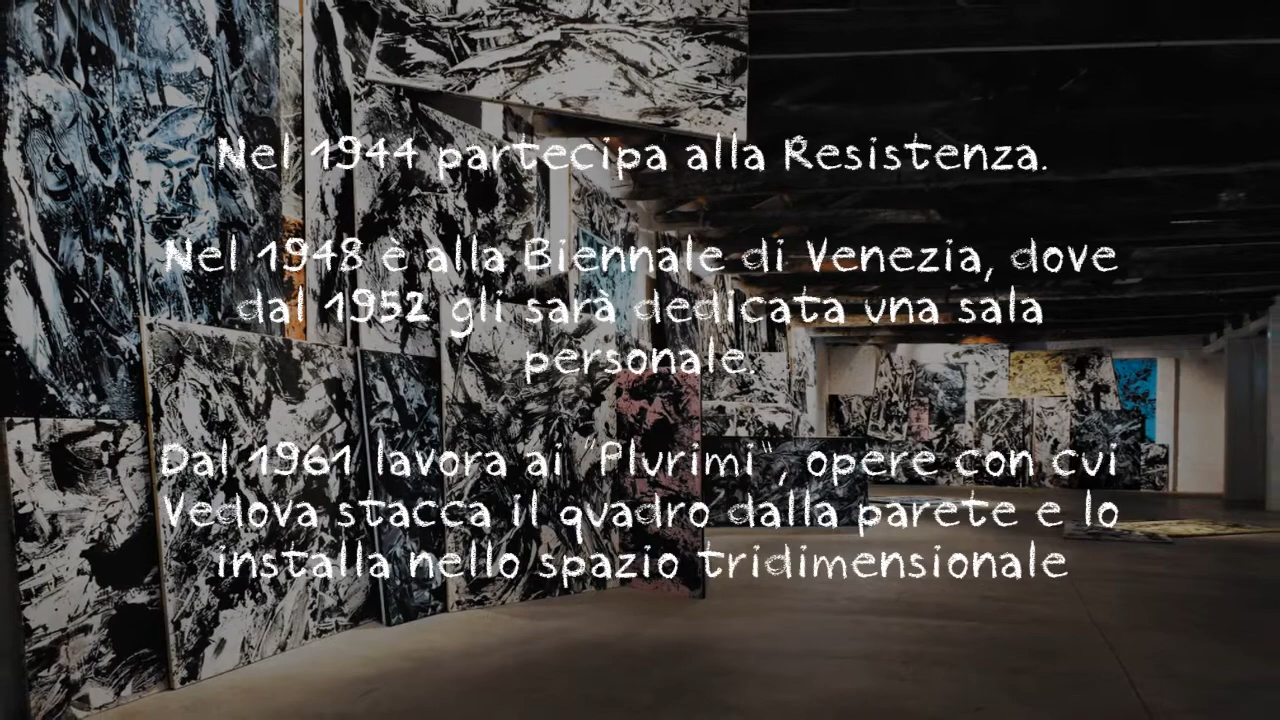 Nel 1944 partecipa alla Resistenza.
Nel 1948 è alla Biennale di Venezia, dove
dal 1952 gli sarà dedicata una sala
personale.
Dal 1961 lavora ai "Plurimi", opere con cui
Vedova stacca il quadro dalla parete e lo
installa nello spazio tridimensionale